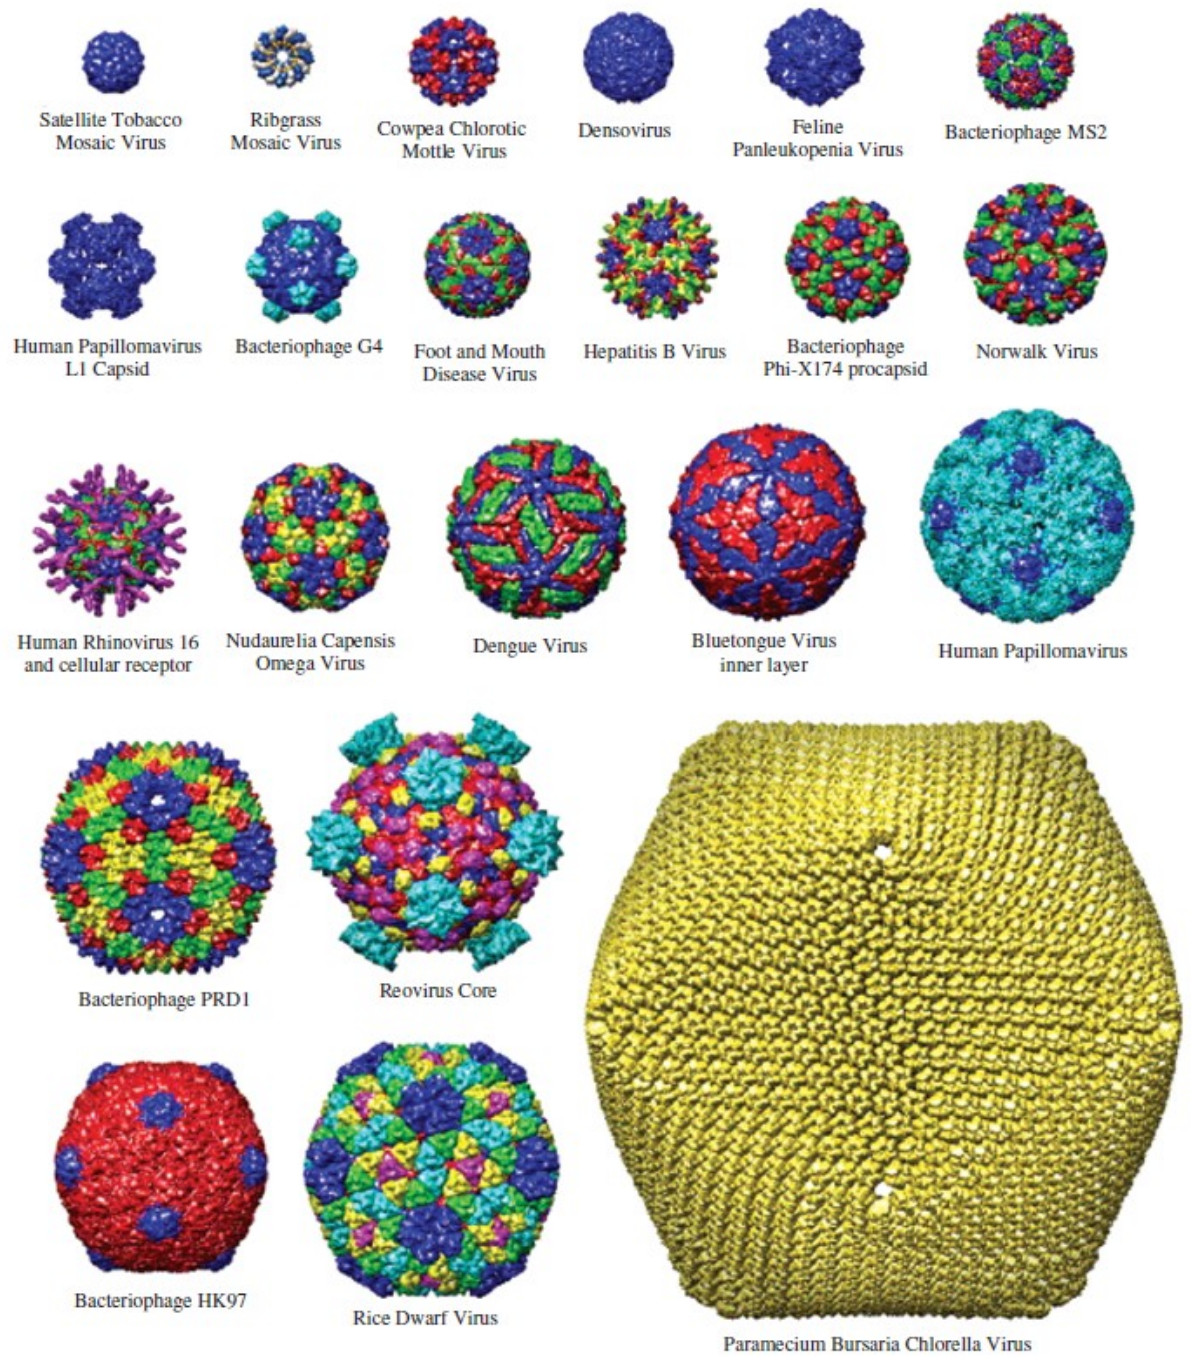 Satellite Tobacco
Mosaic Virus
Ribgrass
Mosaic Virus
Cowpea Chlorotic
Mottle Virus
Densovirus
Feline
Panleukopenia Virus
Bacteriophage MS2
Human Papillomavirus
L1 Capsid
Bacteriophage G4
Foot and Mouth
Disease Virus
Hepatitis B Virus
Bacteriophage
Phi-X174 procapsid
Norwalk Virus
Human Rhinovirus 16
and cellular receptor
Nudaurelia Capensis
Omega Virus
Dengue Virus
Bluetongue Virus
inner layer
Human Papillomavirus
Bacteriophage PRD1
Reovirus Core
Bacteriophage HK97
Rice Dwarf Virus
Paramecium Bursaria Chlorella Virus